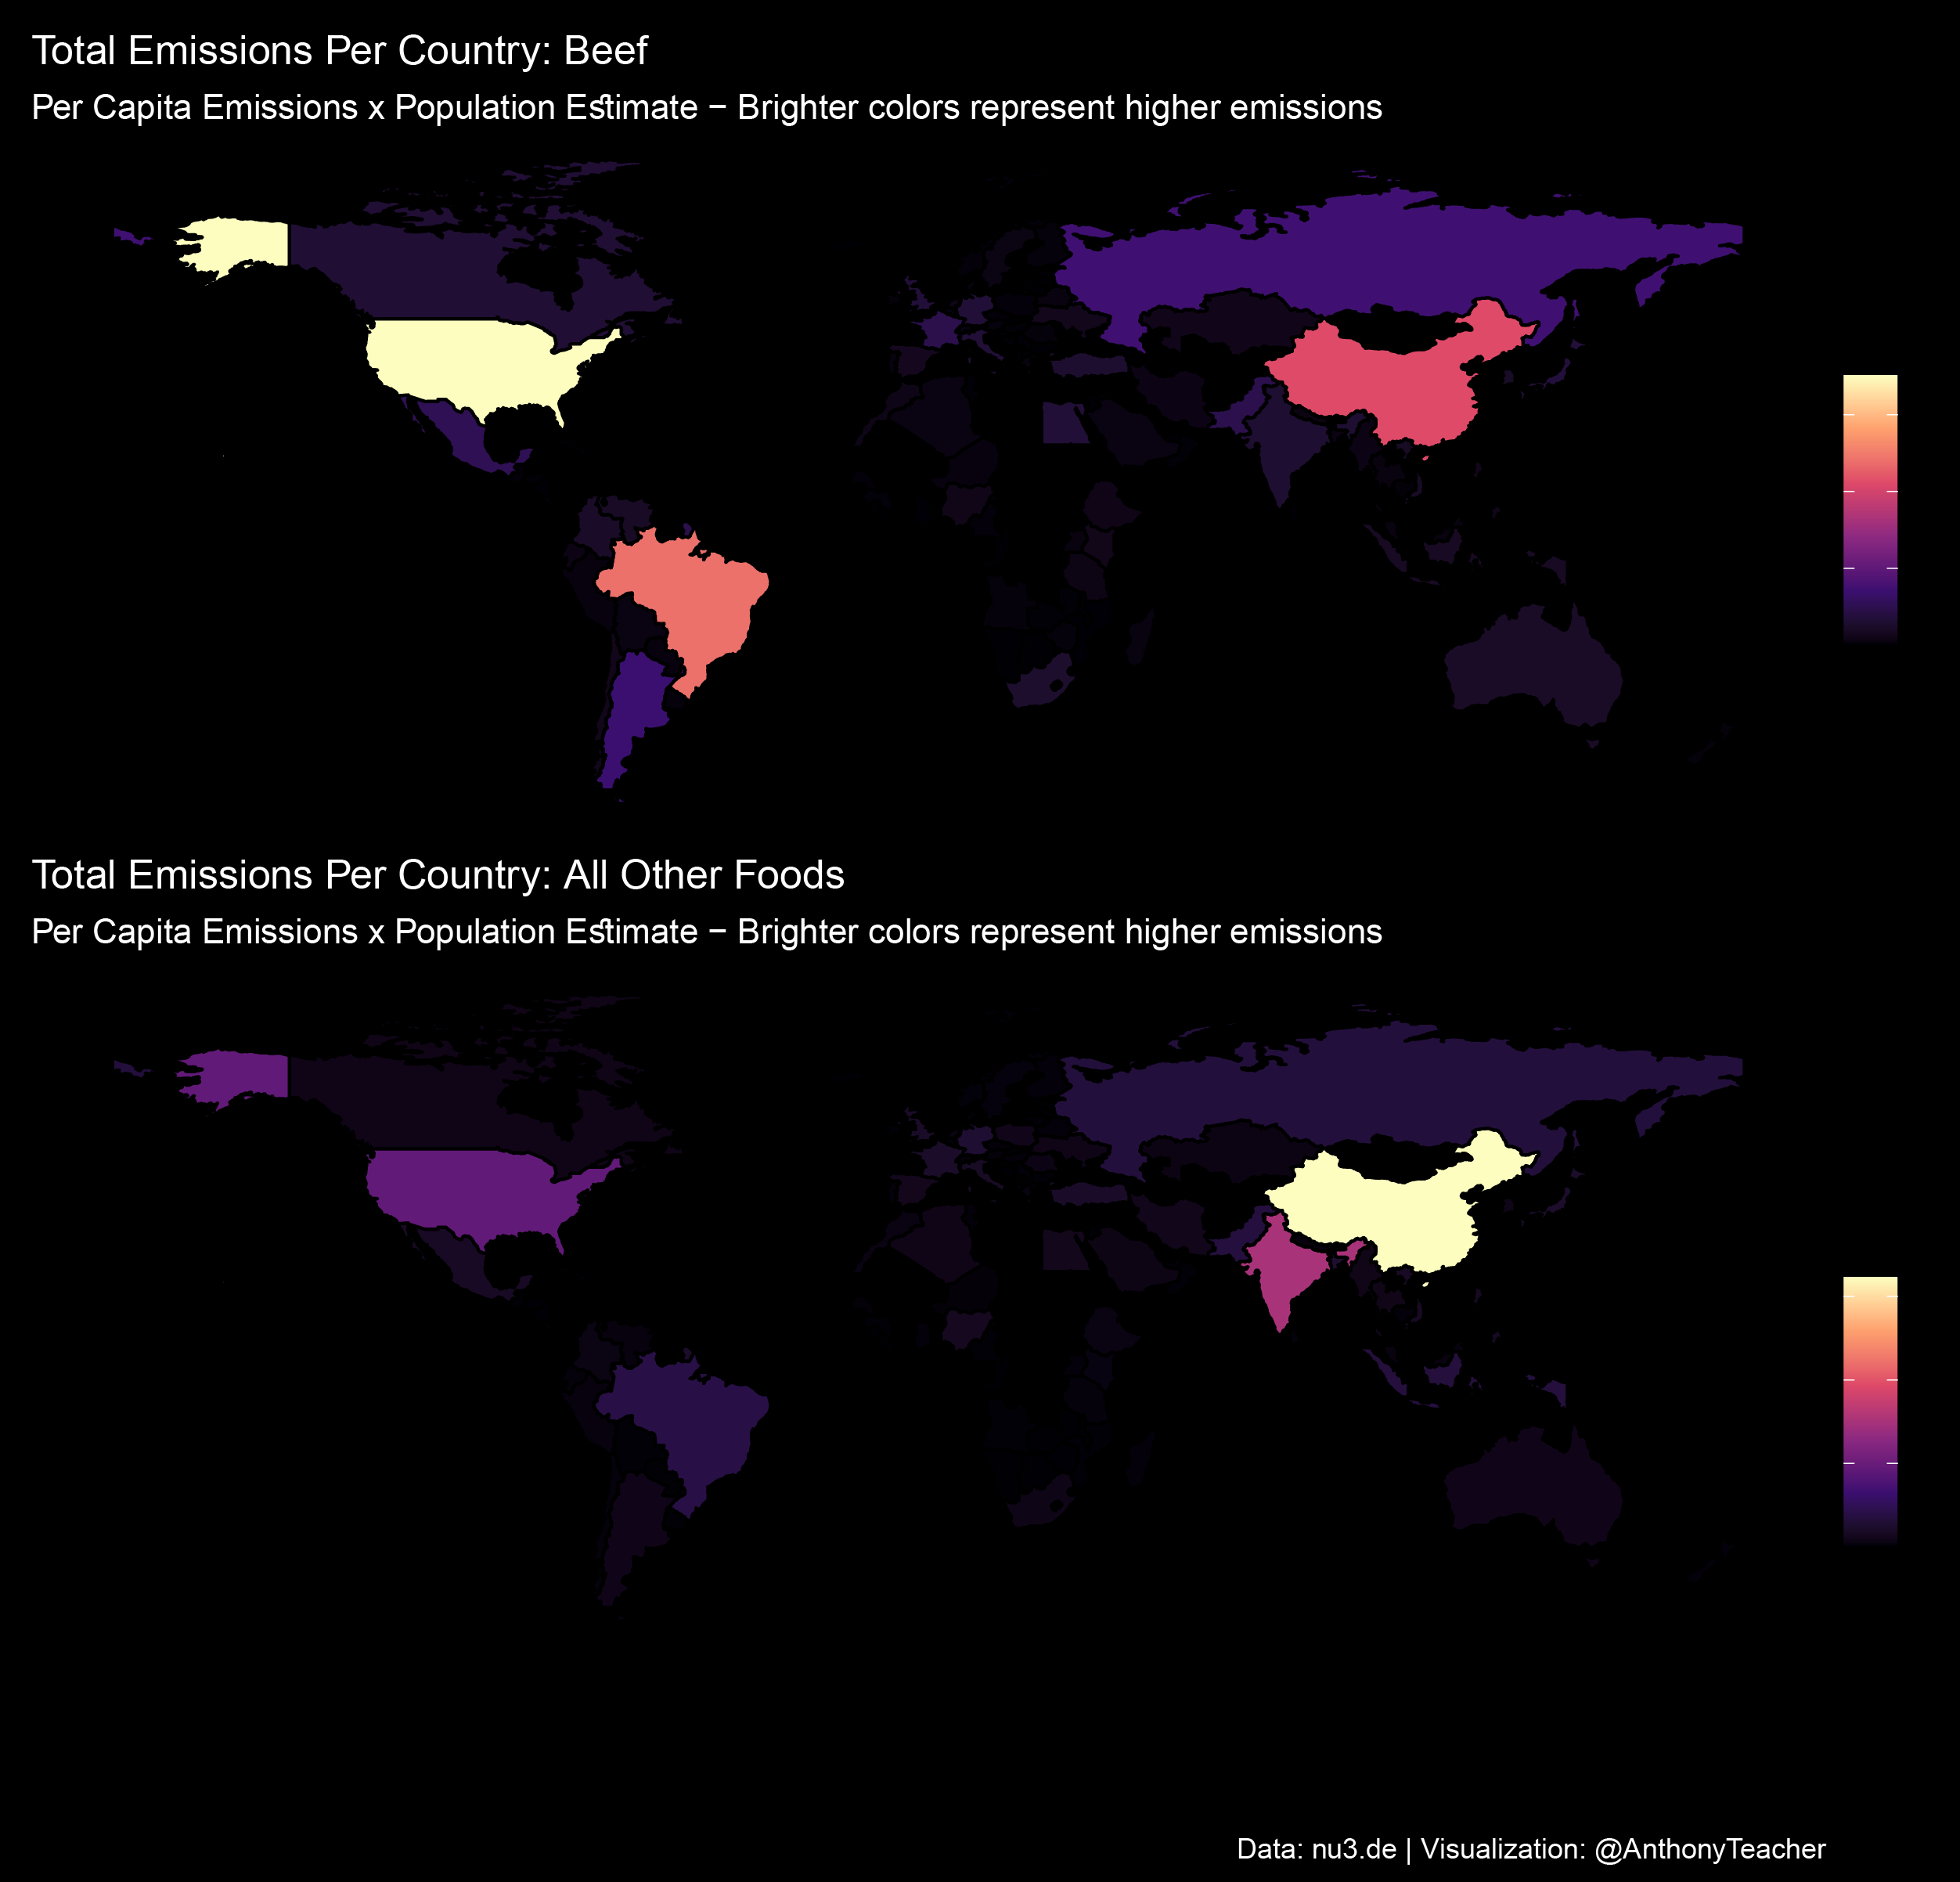 Total Emissions Per Country: Beef
Per Capita Emissions x Population Estimate − Brighter colors represent higher emissions
Total Emissions Per Country: All Other Foods
Per Capita Emissions x Population Estimate − Brighter colors represent higher emissions
Data: nu3.de | Visualization: @AnthonyTeacher